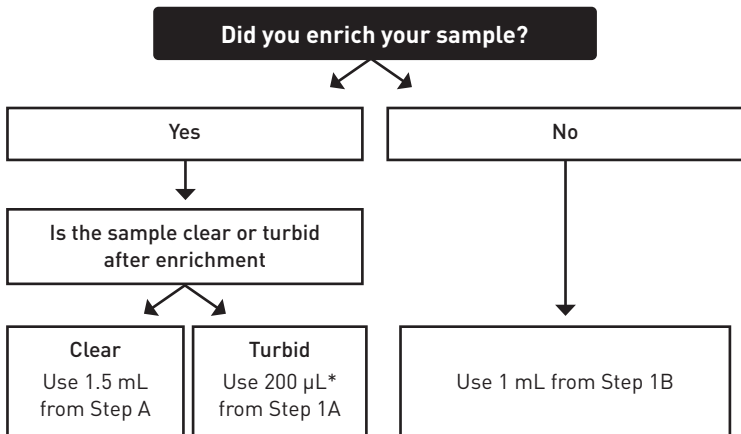 Did you enrich your sample?
Yes
No
Is the sample clear or turbid
after enrichment
Clear
Use 1.5 mL
from Step A
Turbid
Use 200 µL*
from Step 1A
Use 1 mL from Step 1B